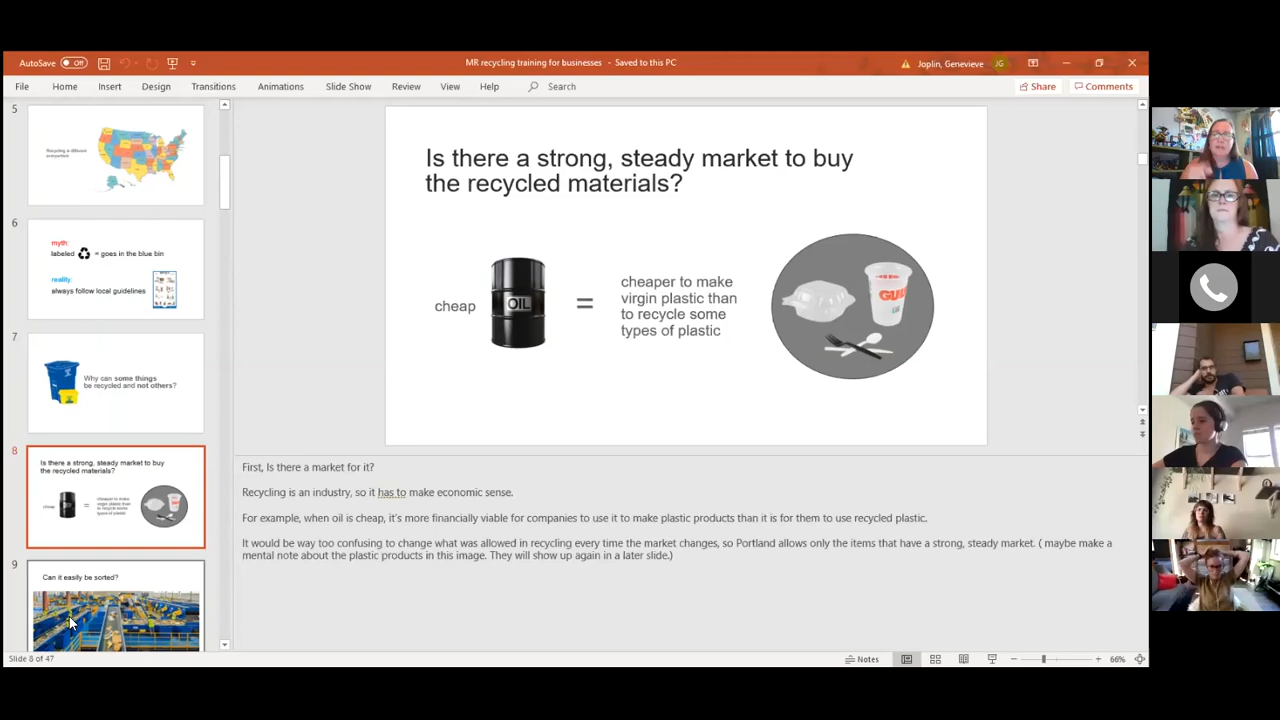 AutoSave Off
MR recycling training for businesses - Saved to this PC
Joplin, Genevieve JG
File Home Insert Design Transitions Animations Slide Show Review View Help Search
Share Comments
5
Recycling is different
everywhere
6
myth:
labeled = goes in the blue bin
reality:
always follow local guidelines
7
Why can some things
be recycled and not others?
8
Is there a strong, steady market to buy
the recycled materials?
cheap
=
cheaper to make
virgin plastic than
to recycle some
types of plastic
9
Can it easily be sorted?
Is there a strong, steady market to buy
the recycled materials?
cheap
OIL
=
cheaper to make
virgin plastic than
to recycle some
types of plastic
First, Is there a market for it?
Recycling is an industry, so it has to make economic sense.
For example, when oil is cheap, it's more financially viable for companies to use it to make plastic products than it is for them to use recycled plastic.
It would be way too confusing to change what was allowed in recycling every time the market changes, so Portland allows only the items that have a strong, steady market. ( maybe make a
mental note about the plastic products in this image. They will show up again in a later slide.)
Slide 8 of 47
Notes
66%